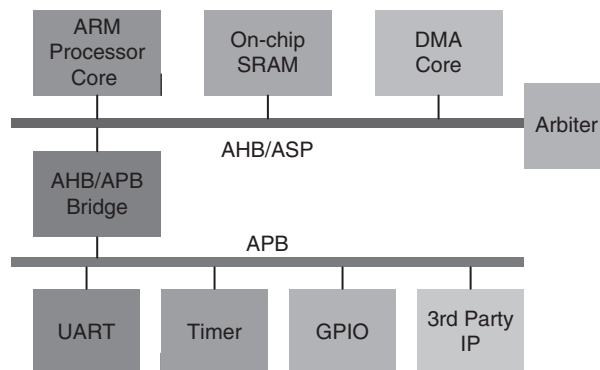 ARM
Processor
Core
On-chip
SRAM
DMA
Core
Arbiter
AHB/ASP
AHB/APB
Bridge
APB
UART
Timer
GPIO
3rd Party
IP